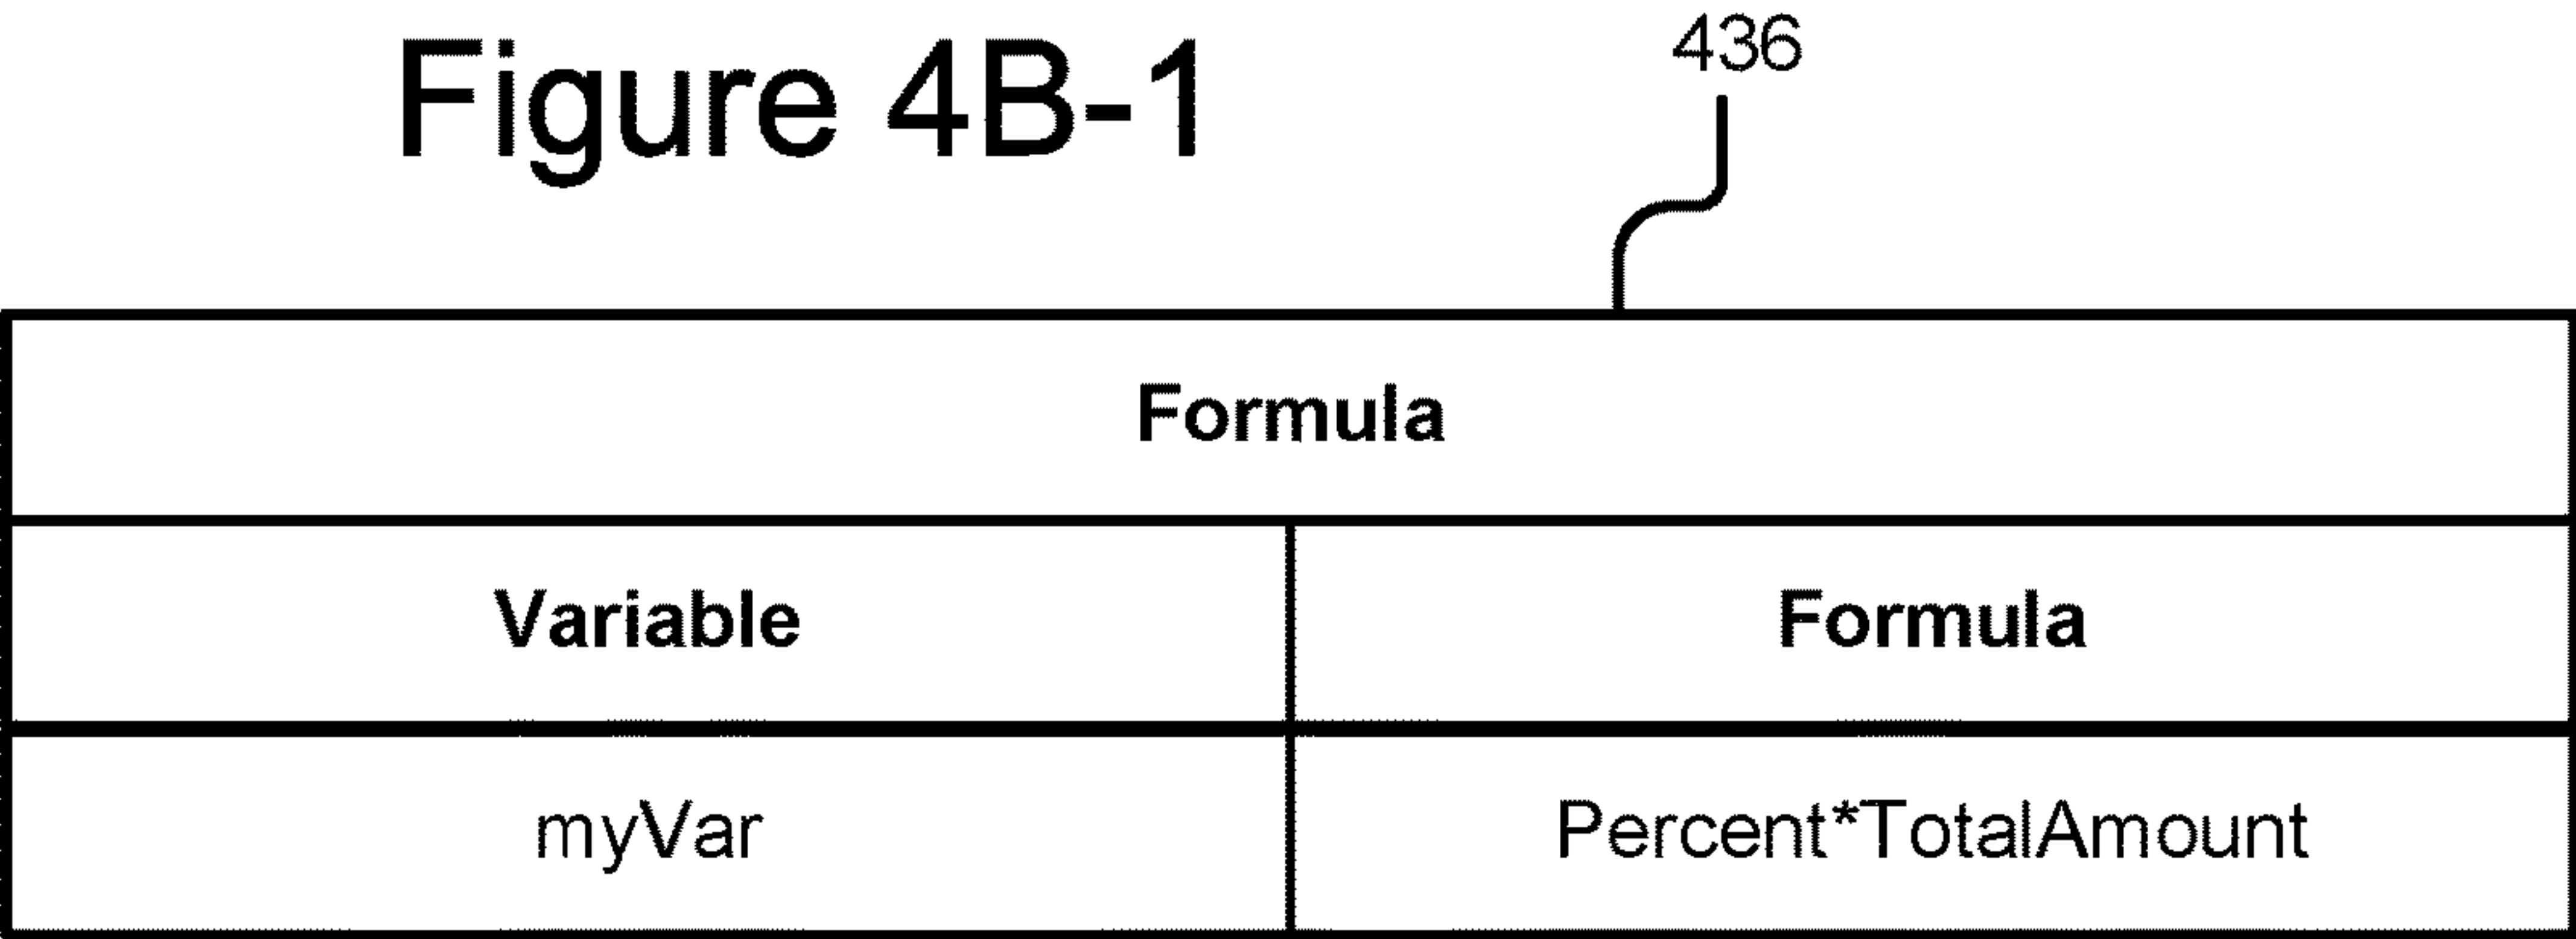 Figure 4B-1
436
Formula
Variable Formula
myVar Percent*TotalAmount